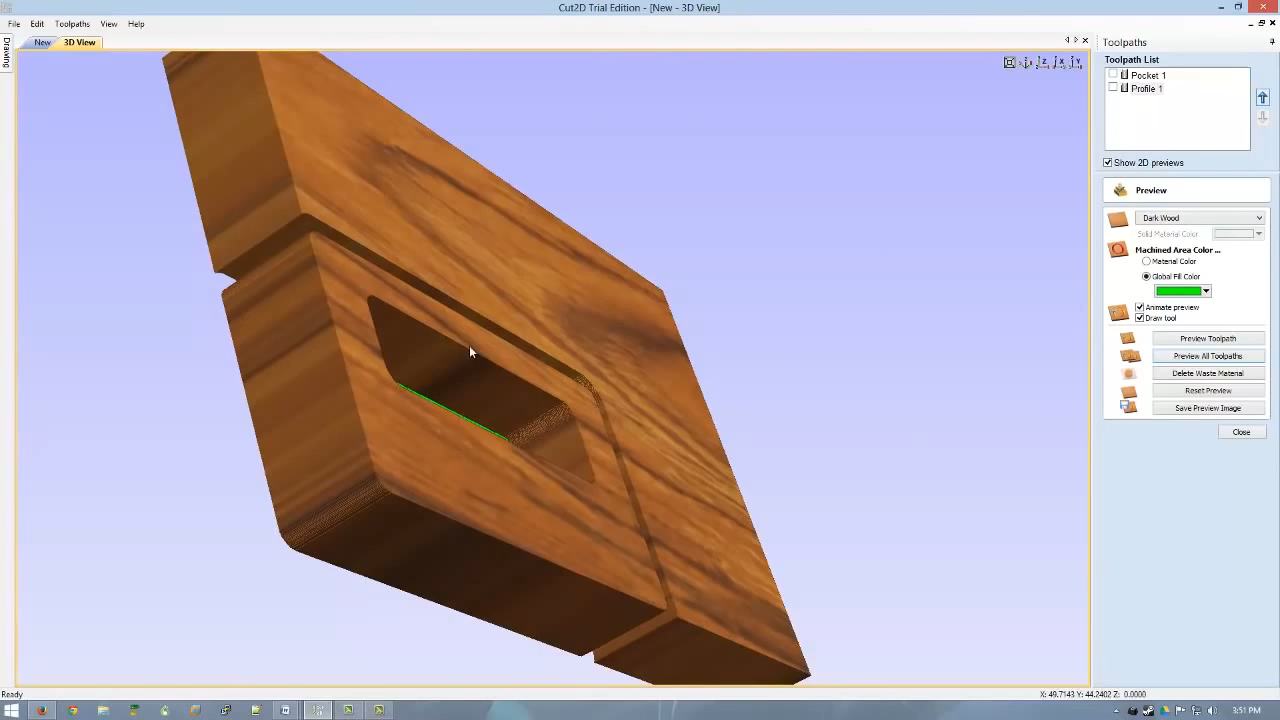 Cut2D Trial Edition - [New - 3D View]
File Edit Toolpaths View Help
New 3D View
Drawing
Toolpaths
Toolpath List
Pocket 1
Profile 1
Show 2D previews
Preview
Dark Wood
Solid Material Color
Machined Area Color ...
Material Color
Global Fill Color
Animate preview
Draw tool
Preview Toolpath
Preview All Toolpaths
Delete Waste Material
Reset Preview
Save Preview Image
Close
Ready
X: 49.7143 Y: 44.2402 Z: 0.0000
3:51 PM